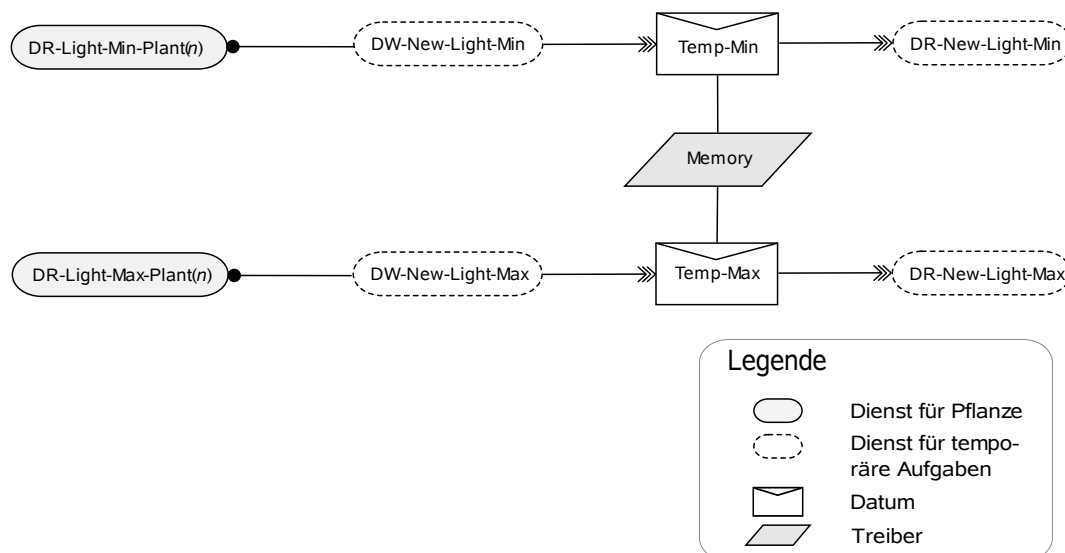 DR-Light-Min-Plant(n) DW-New-Light-Min Temp-Min DR-New-Light-Min
Memory
DR-Light-Max-Plant(n) DW-New-Light-Max Temp-Max DR-New-Light-Max
Legende
Dienst für Pflanze
Dienst für tempo-
räre Aufgaben
Datum
Treiber